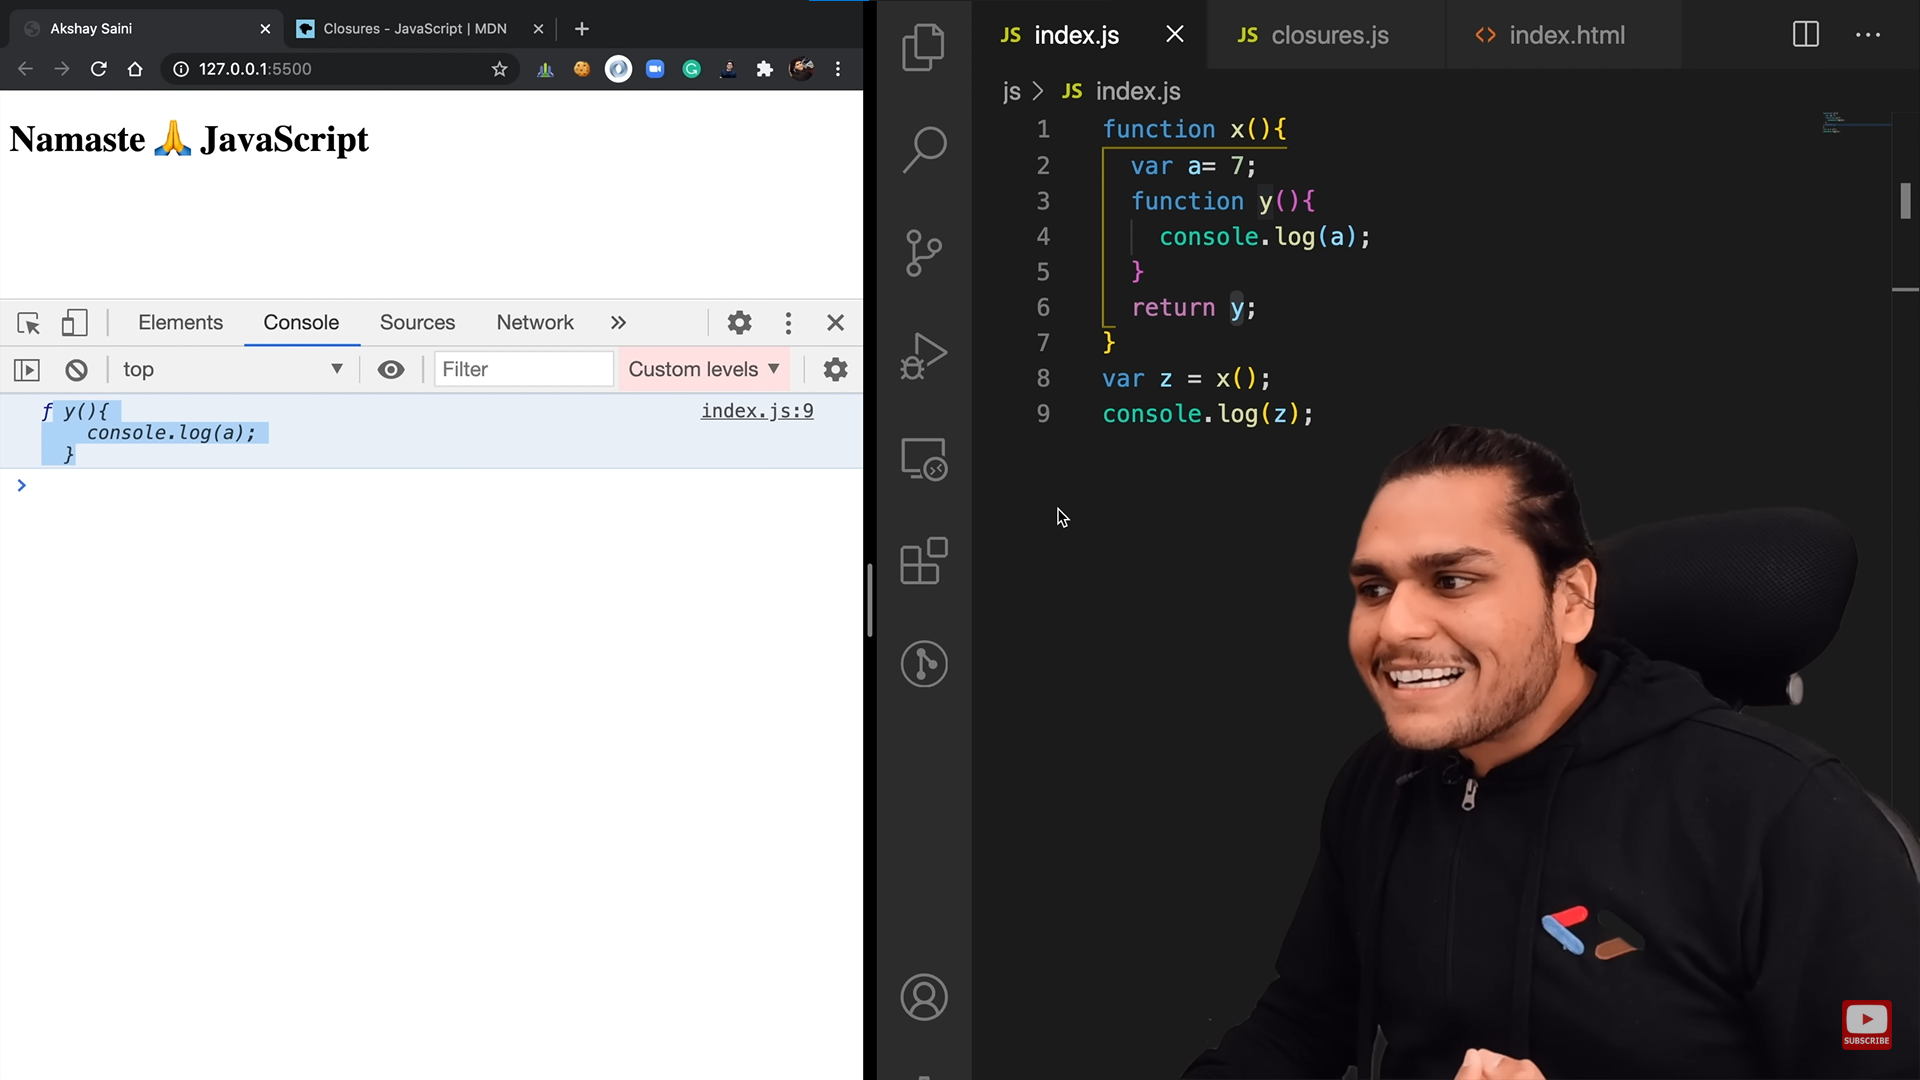 Akshay Saini
Closures - JavaScript | MDN
127.0.0.1:5500
Namaste 🙏 JavaScript
Elements Console Sources Network
top Filter Custom levels
f y(){ index.js:9
console.log(a);
}
index.js closures.js index.html
js > JS index.js
1 function x(){
2 var a= 7;
3 function y(){
4 console.log(a);
5 }
6 return y;
7 }
8 var z = x();
9 console.log(z);
SUBSCRIBE